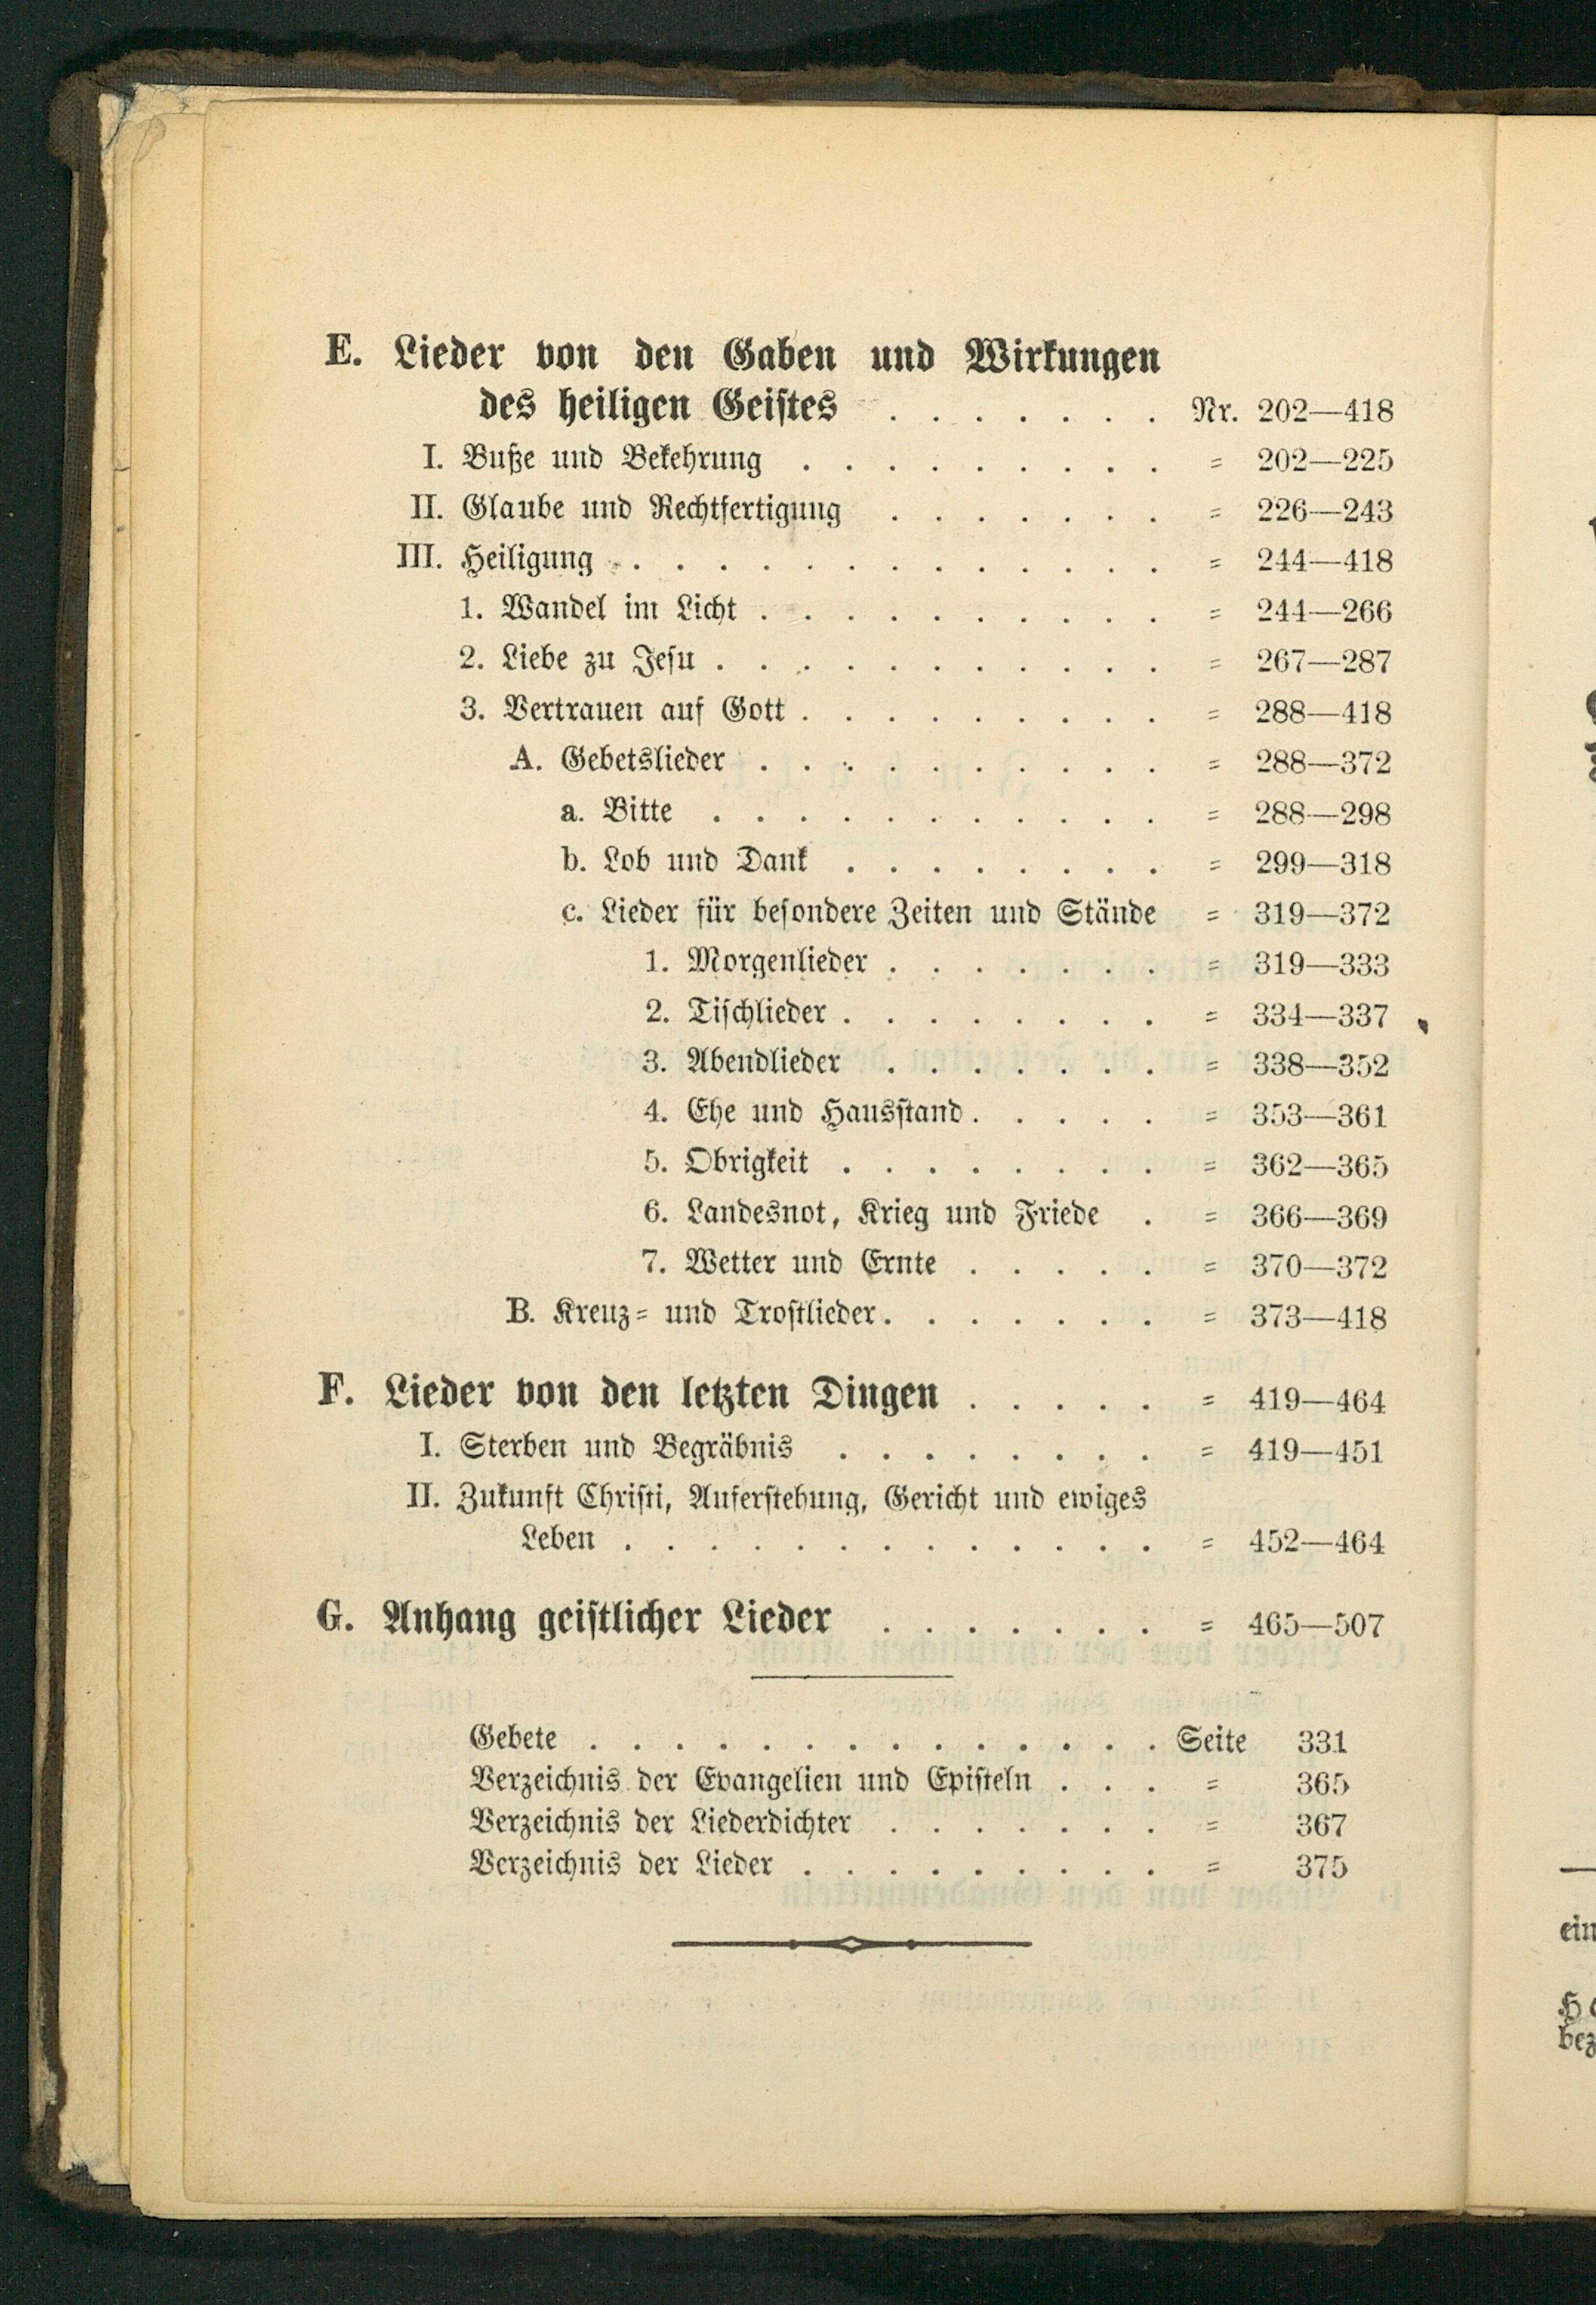 E. Lieder von den Gaben und Wirkungen
des heiligen Geistes . . . . . . . Nr. 202—418
I. Buße und Bekehrung . . . . . . . . . = 202—225
II. Glaube und Rechtfertigung . . . . . . . = 226—243
III. Heiligung . . . . . . . . . . . . . = 244—418
1. Wandel im Licht . . . . . . . . . . = 244—266
2. Liebe zu Jesu . . . . . . . . . . . = 267—287
3. Vertrauen auf Gott . . . . . . . . . = 288—418
A. Gebetslieder . . . . . . . . . . = 288—372
a. Bitte . . . . . . . . . . . = 288—298
b. Lob und Dank . . . . . . . . = 299—318
c. Lieder für besondere Zeiten und Stände = 319—372
1. Morgenlieder . . . . . . . = 319—333
2. Tischlieder . . . . . . . . = 334—337
3. Abendlieder . . . . . . . = 338—352
4. Ehe und Hausstand . . . . . = 353—361
5. Obrigkeit . . . . . . . . = 362—365
6. Landesnot, Krieg und Friede . = 366—369
7. Wetter und Ernte . . . . . = 370—372
B. Kreuz= und Trostlieder . . . . . . . = 373—418
F. Lieder von den letzten Dingen . . . . . = 419—464
I. Sterben und Begräbnis . . . . . . . . = 419—451
II. Zukunft Christi, Auferstehung, Gericht und ewiges
Leben . . . . . . . . . . . . . = 452—464
G. Anhang geistlicher Lieder . . . . . . . = 465—507
Gebete . . . . . . . . . . . . . . Seite 331
Verzeichnis der Evangelien und Episteln . . . = 365
Verzeichnis der Liederdichter . . . . . . . = 367
Verzeichnis der Lieder . . . . . . . . . = 375
ein
bez